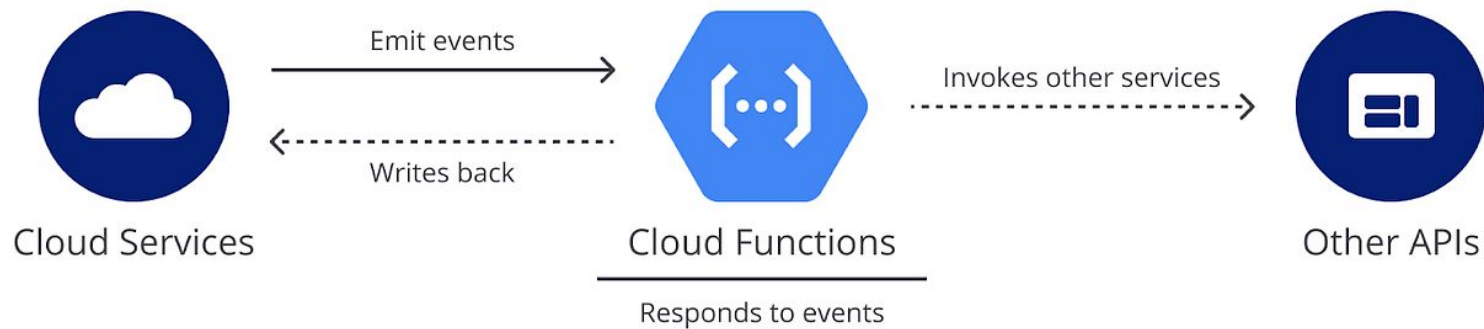 Emit events
Writes back
Invokes other services
Cloud Services
Cloud Functions
Other APIs
Responds to events